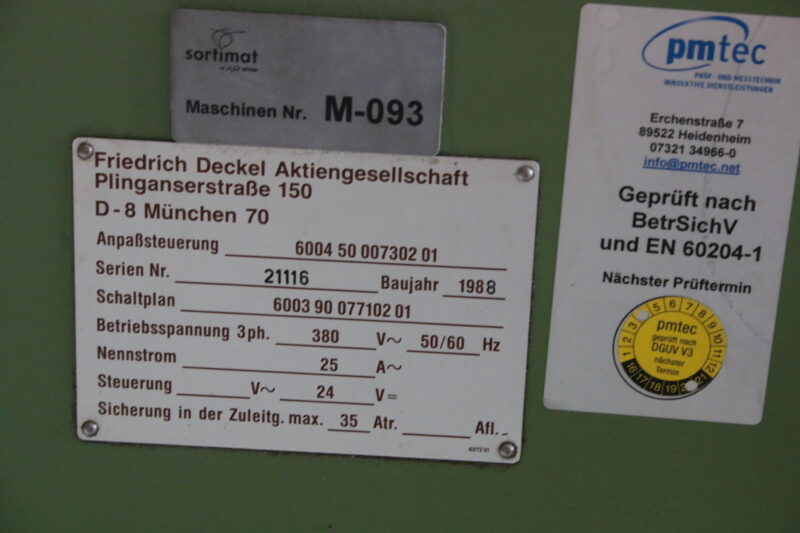 sortimat
Maschinen Nr. M-093
Friedrich Deckel Aktiengesellschaft
Plinganserstraße 150
D-8 München 70
Anpaßsteuerung 6004 50 007302 01
Serien Nr. 21116 Baujahr 1988
Schaltplan 6003 90 077102 01
Betriebsspannung 3ph. 380 V~ 50/60 Hz
Nennstrom 25 A~
Steuerung V~ 24 V=
Sicherung in der Zuleitg. max. 35 Atr. Afl.
6272 01
pmtec
PRÜF- UND MESSTECHNIK
INNOVATIVE DIENSTLEISTUNGEN
Erchenstraße 7
89522 Heidenheim
07321 34966-0
info@pmtec.net
Geprüft nach
BetrSichV
und EN 60204-1
Nächster Prüftermin
1 2 3 5 6 7 8 9 10 11 12
pmtec
geprüft nach
DGUV V3
nächster
Termin
16 17 18 19 21